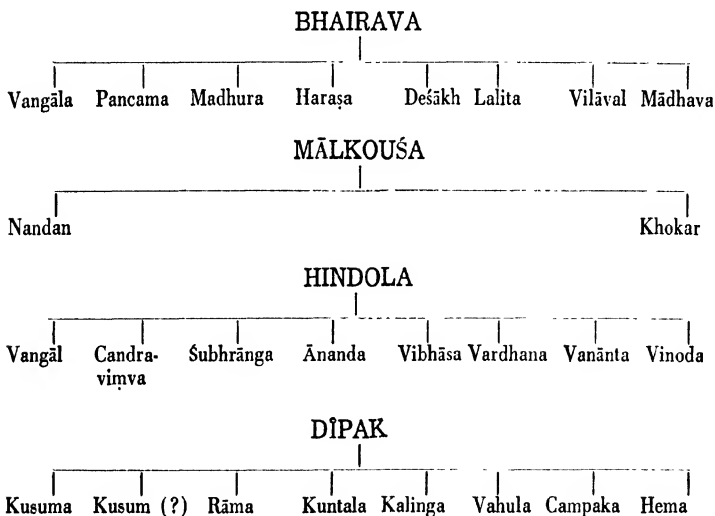 BHAIRAVA
Vangāla Pancama Madhura Haraṣa Deśākh Lalita Vilāval Mādhava
MĀLKOUŚA
Nandan Khokar
HINDOLA
Vangāl Candra- Śubhrānga Ānanda Vibhāsa Vardhana Vanānta Vinoda
viṃva
DÎPAK
Kusuma Kusum (?) Rāma Kuntala Kalinga Vahula Campaka Hema